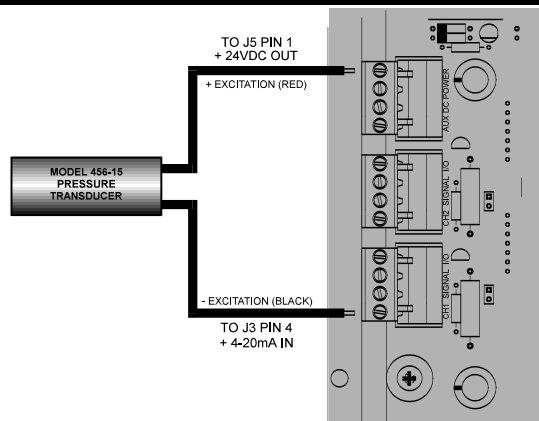 TO J5 PIN 1
+ 24VDC OUT
+ EXCITATION (RED)
MODEL 456-15
PRESSURE
TRANSDUCER
- EXCITATION (BLACK)
TO J3 PIN 4
+ 4-20mA IN
AUX DC POWER
CH2 SIGNAL I/O
CH1 SIGNAL I/O